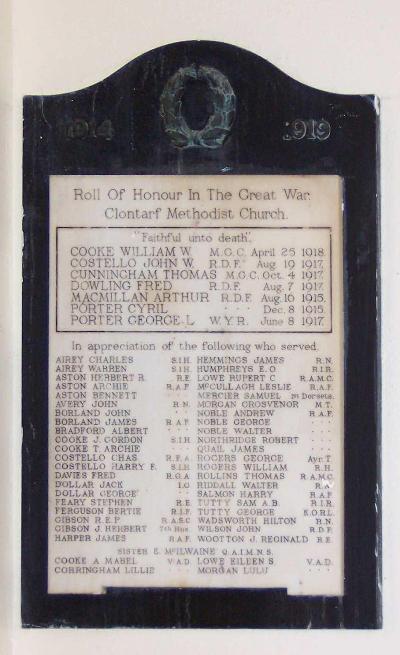 1914 1919
Roll Of Honour In The Great War.
Clontarf Methodist Church.
"Faithful unto death".
COOKE WILLIAM W. M.G.C. April 25 1918.
COSTELLO JOHN W. R.D.F. Aug. 19 1917.
CUNNINGHAM THOMAS M.G.C. Oct. 4 1917.
DOWLING FRED R.D.F. Aug. 7 1917.
MACMILLAN ARTHUR R.D.F. Aug. 16 1915.
PORTER CYRIL . . . Dec. 8 1915.
PORTER GEORGE L. W.Y.R. June 8 1917.
In appreciation of the following who served.
AIREY CHARLES S.I.H. HEMMINGS JAMES R.N.
AIREY WARREN S.I.H. HUMPHREYS E.O R.I.R.
ASTON HERBERT R. R.E. LOWE RUPERT C R.A.M.C.
ASTON ARCHIE R.A.F. McCULLAGH LESLIE R.A.F.
ASTON BENNETT . . . MERCIER SAMUEL Dorsets.
AVERY JOHN R.N. MORGAN GROSVENOR M.T.
BORLAND JOHN . . . NOBLE ANDREW R.A.F.
BORLAND JAMES R.A.F. NOBLE GEORGE . . .
BRADFORD ALBERT . . . NOBLE WALTER . . .
COOKE J. GORDON S.I.H. NORTHRIDGE ROBERT . . .
COOKE T. ARCHIE . . . QUAIL JAMES . . .
COSTELLO CHAS R.F.A. ROGERS GEORGE Ayr. T.
COSTELLO HARRY F. S.I.H. ROGERS WILLIAM R.H.
DAVIES FRED R.G.A. ROLLINS THOMAS R.A.M.C.
DOLLAR JACK I.G. RIDDALL WALTER R.A.
DOLLAR GEORGE . . . SALMON HARRY R.A.F.
FEARY STEPHEN R.E. TUTTY SAM A.B. R.I.R.
FERGUSON BERTIE R.I.F. TUTTY GEORGE K.O.R.L.
GIBSON R.E.P R.A.S.C WADSWORTH HILTON R.N.
GIBSON J. HERBERT 7th Hus. WILSON JOHN R.D.F.
HARPER JAMES R.A.F. WOOTTON J. REGINALD R.E.
SISTER E. McILWAINE Q.A.I.M.N.S.
COOKE A MABEL V.A.D. LOWE EILEEN S. V.A.D.
CORRINGHAM LILLIE . . . MORGAN LULU . . .